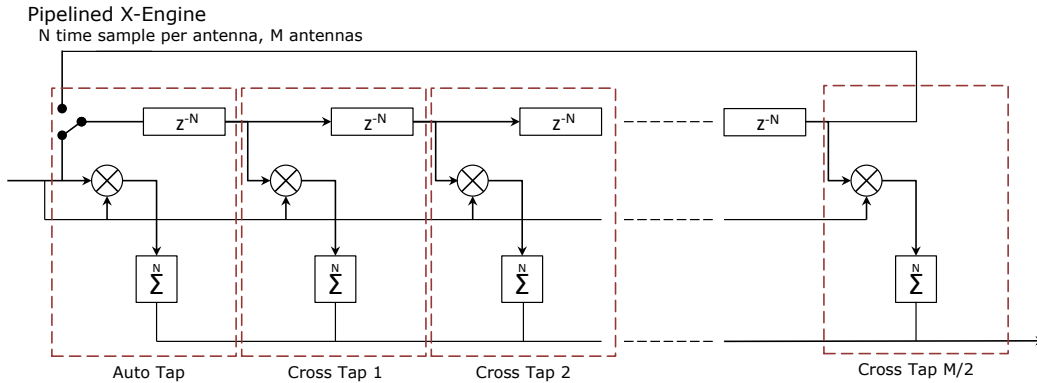 Pipelined X-Engine
N time sample per antenna, M antennas
z-N
z-N
z-N
z-N
N
Σ
N
Σ
N
Σ
N
Σ
Auto Tap
Cross Tap 1
Cross Tap 2
Cross Tap M/2